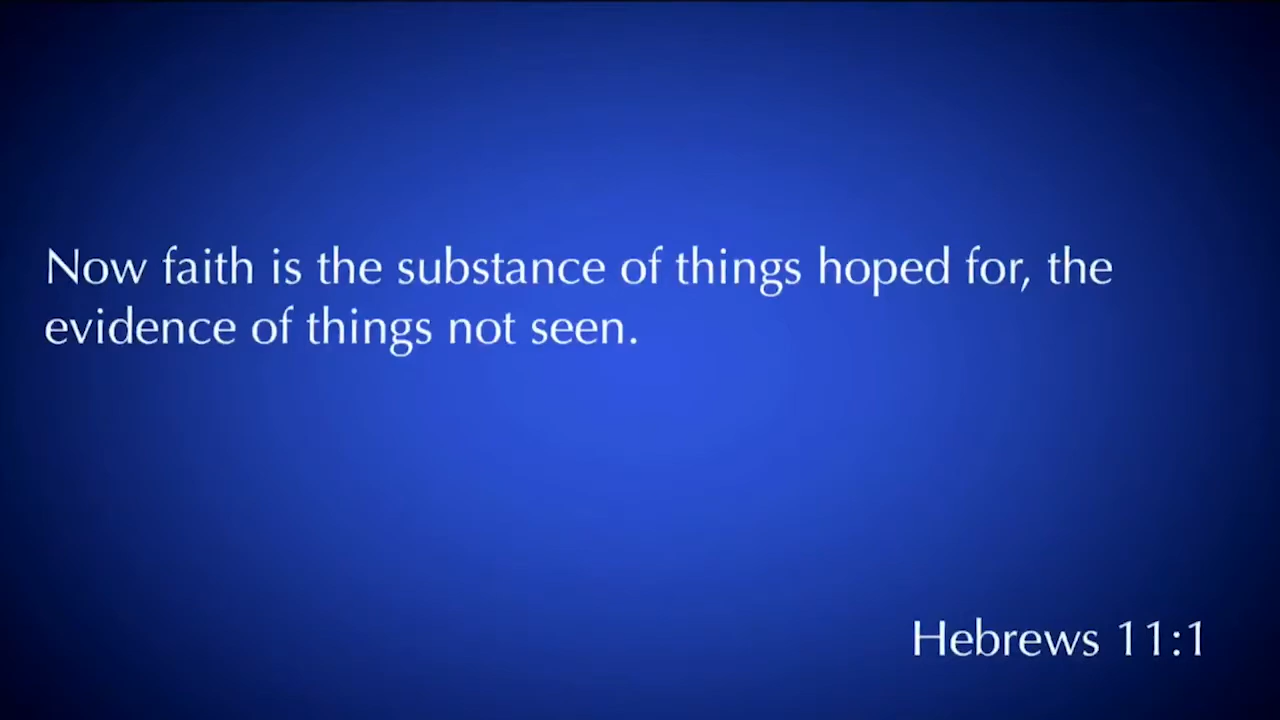 Now faith is the substance of things hoped for, the
evidence of things not seen.
Hebrews 11:1